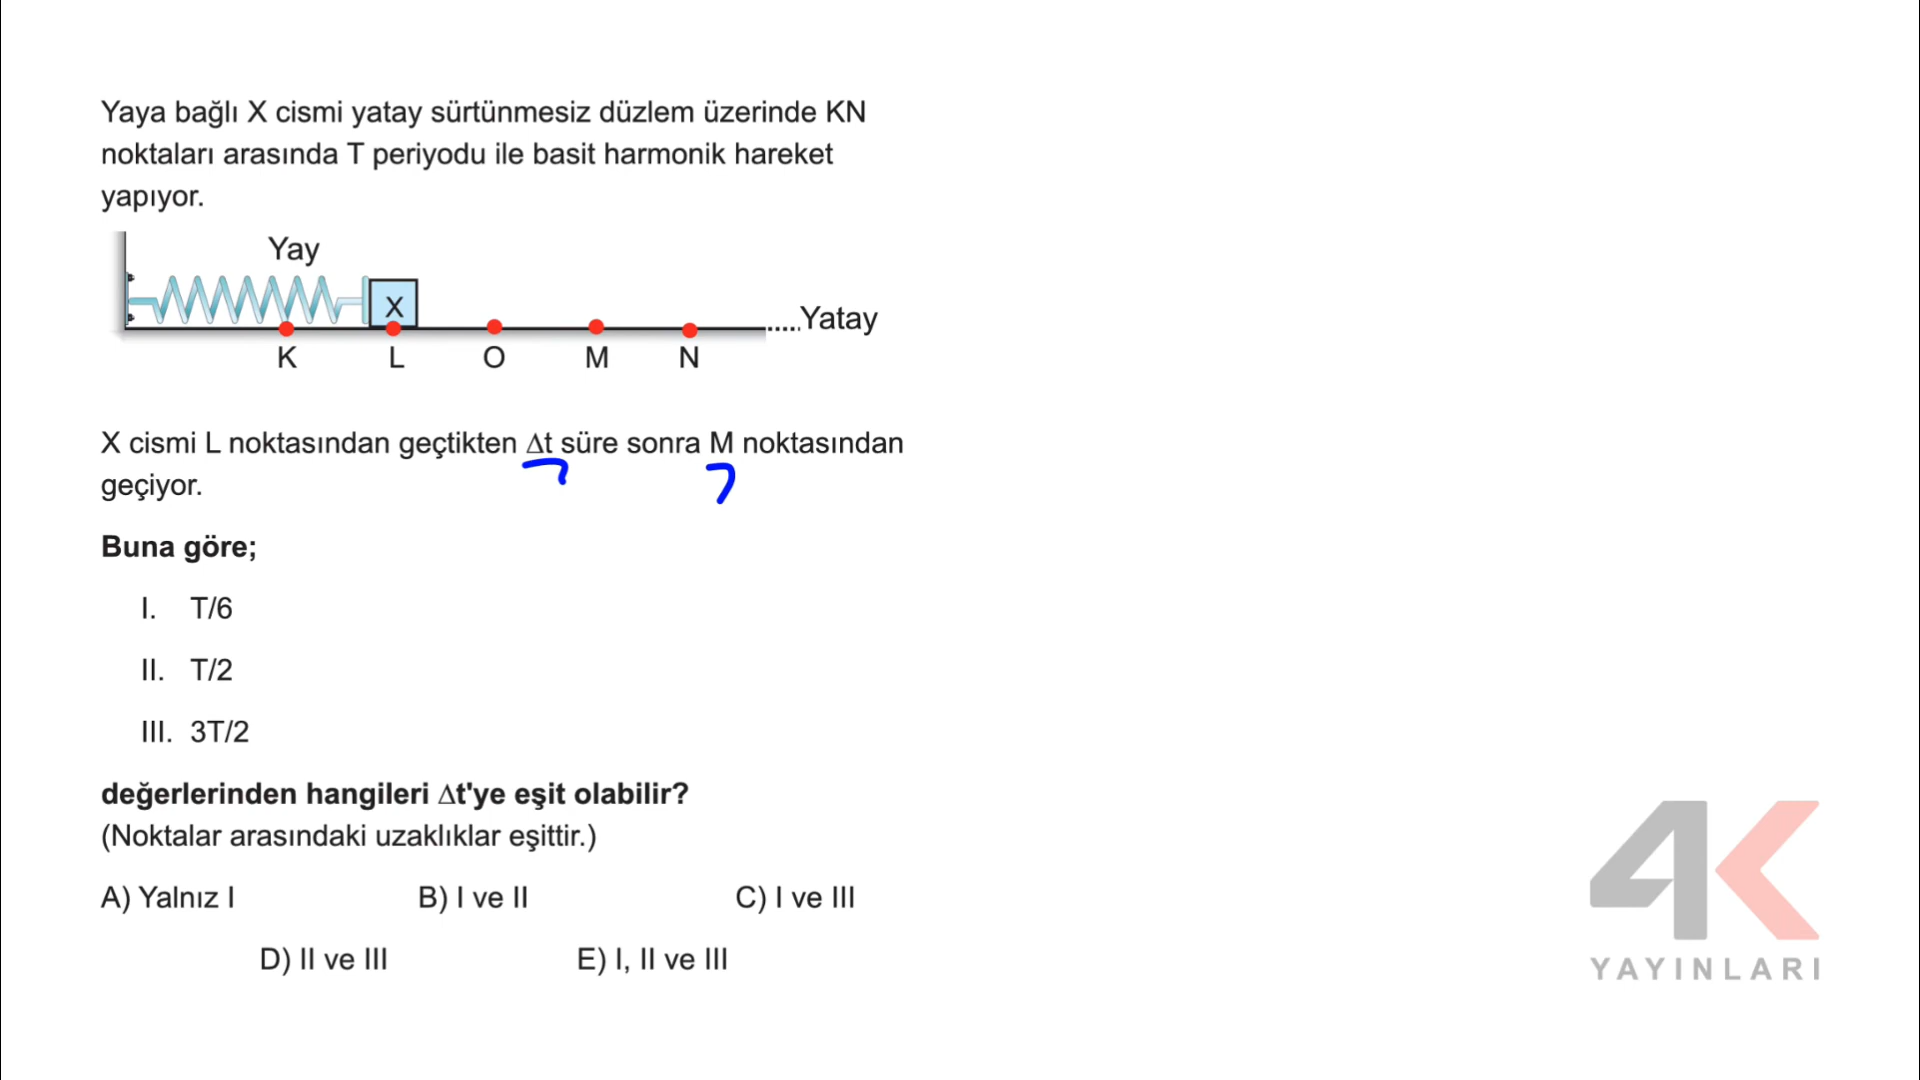 Yaya bağlı X cismi yatay sürtünmesiz düzlem üzerinde KN
noktaları arasında T periyodu ile basit harmonik hareket
yapıyor.
Yay
X
Yatay
K L O M N
X cismi L noktasından geçtikten Δt süre sonra M noktasından
geçiyor.
Buna göre;
I. T/6
II. T/2
III. 3T/2
değerlerinden hangileri Δt'ye eşit olabilir?
(Noktalar arasındaki uzaklıklar eşittir.)
A) Yalnız I B) I ve II C) I ve III
D) II ve III E) I, II ve III
4K
YAYINLARI